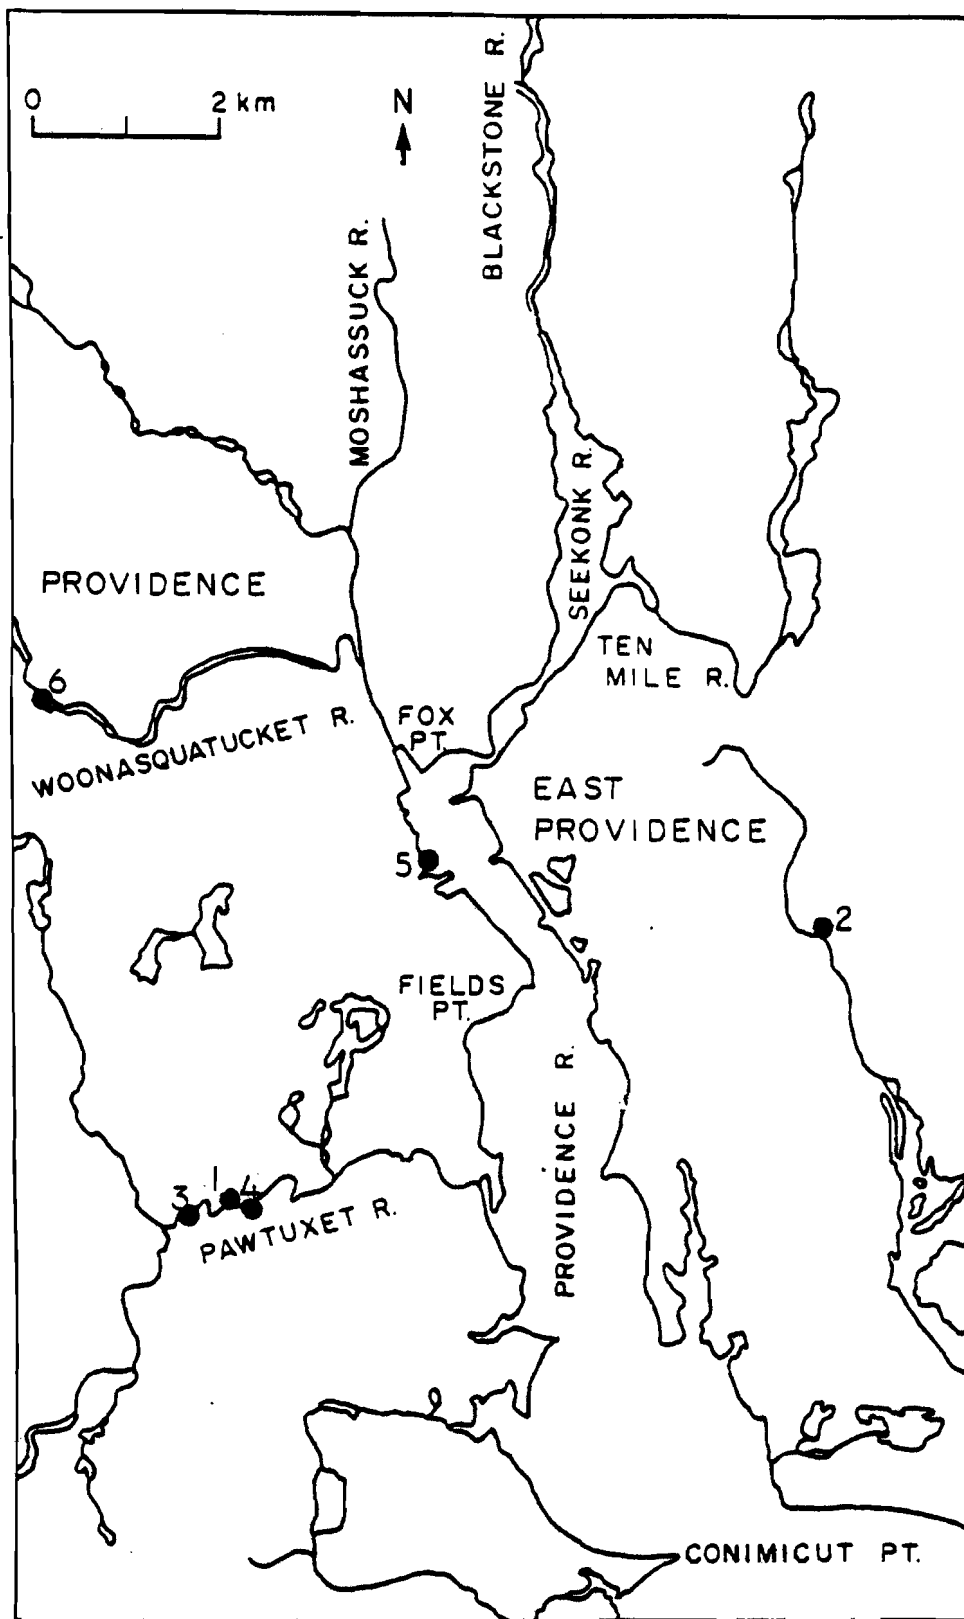 0 2 km
N
BLACKSTONE R.
MOSHASSUCK R.
SEEKONK R.
PROVIDENCE
TEN
MILE R.
6
WOONASQUATUCKET R.
FOX
PT.
EAST
PROVIDENCE
5
2
FIELDS
PT.
PROVIDENCE R.
3
1
4
PAWTUXET R.
CONIMICUT PT.